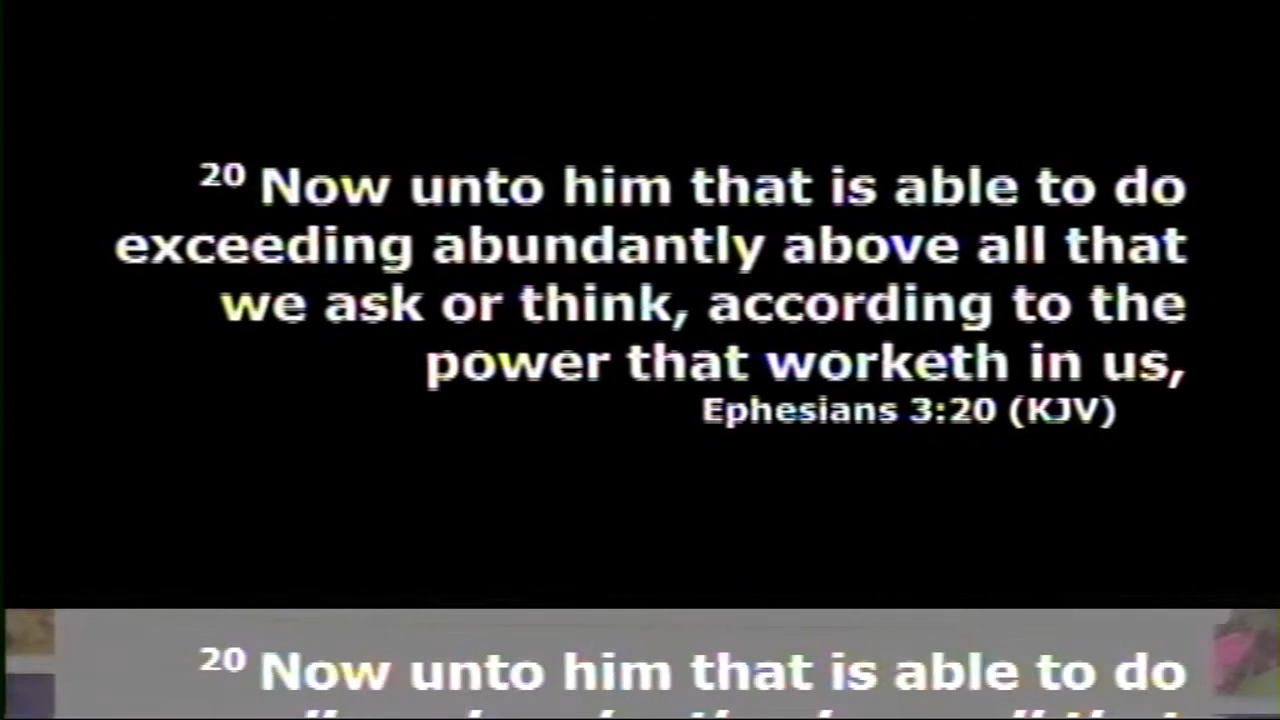 20 Now unto him that is able to do
exceeding abundantly above all that
we ask or think, according to the
power that worketh in us,
Ephesians 3:20 (KJV)
20 Now unto him that is able to do